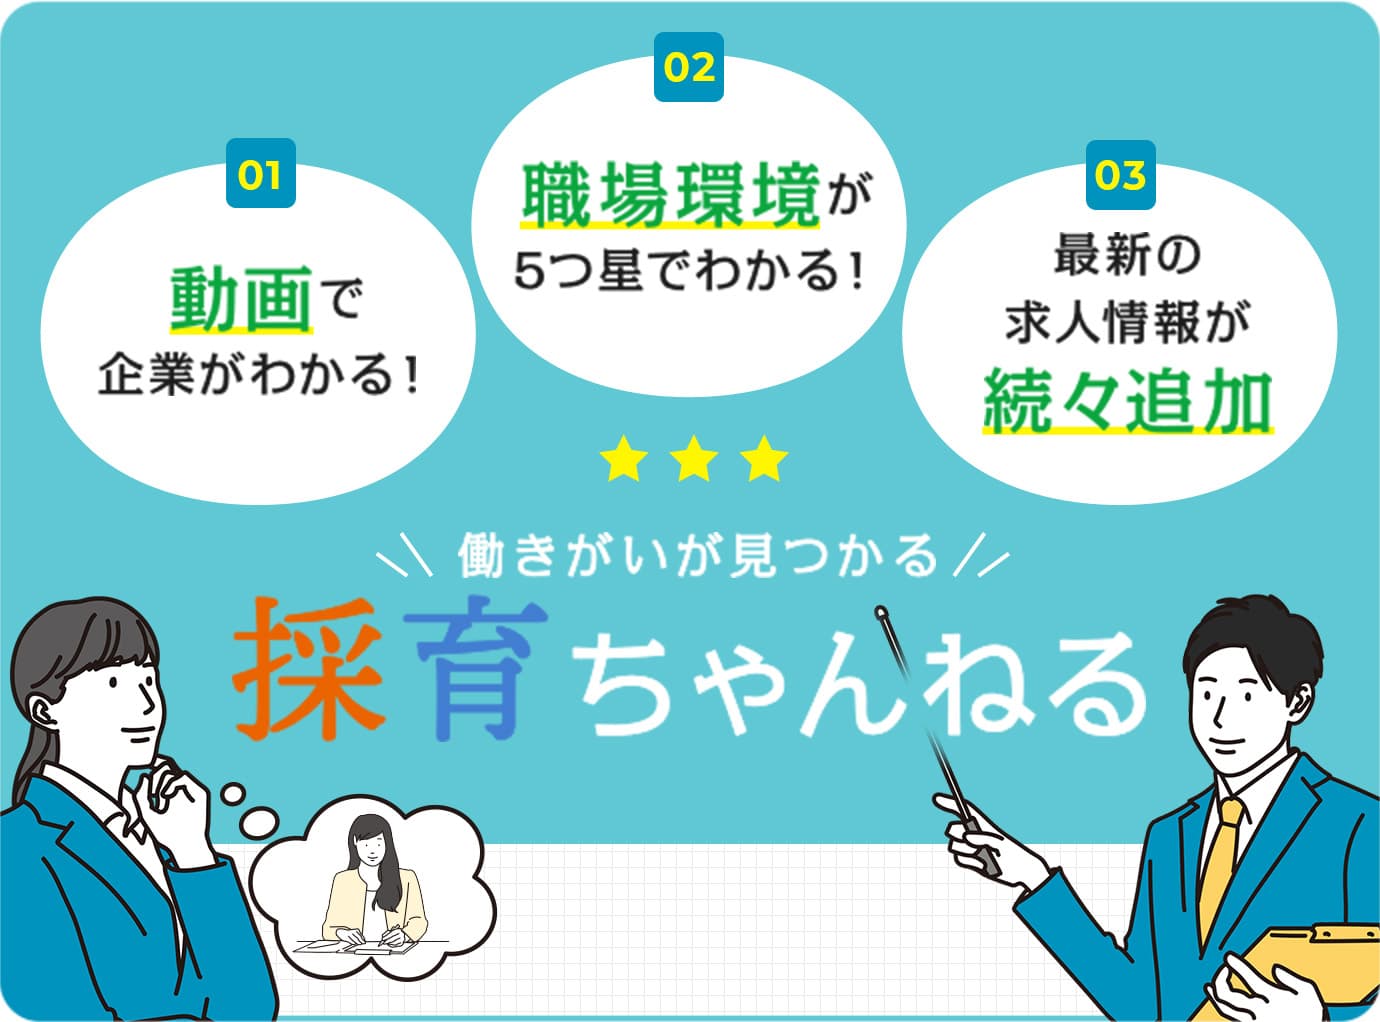 01
動画で
企業がわかる！
02
職場環境が
5つ星でわかる！
03
最新の
求人情報が
続々追加
働きがいが見つかる
採育ちゃんねる